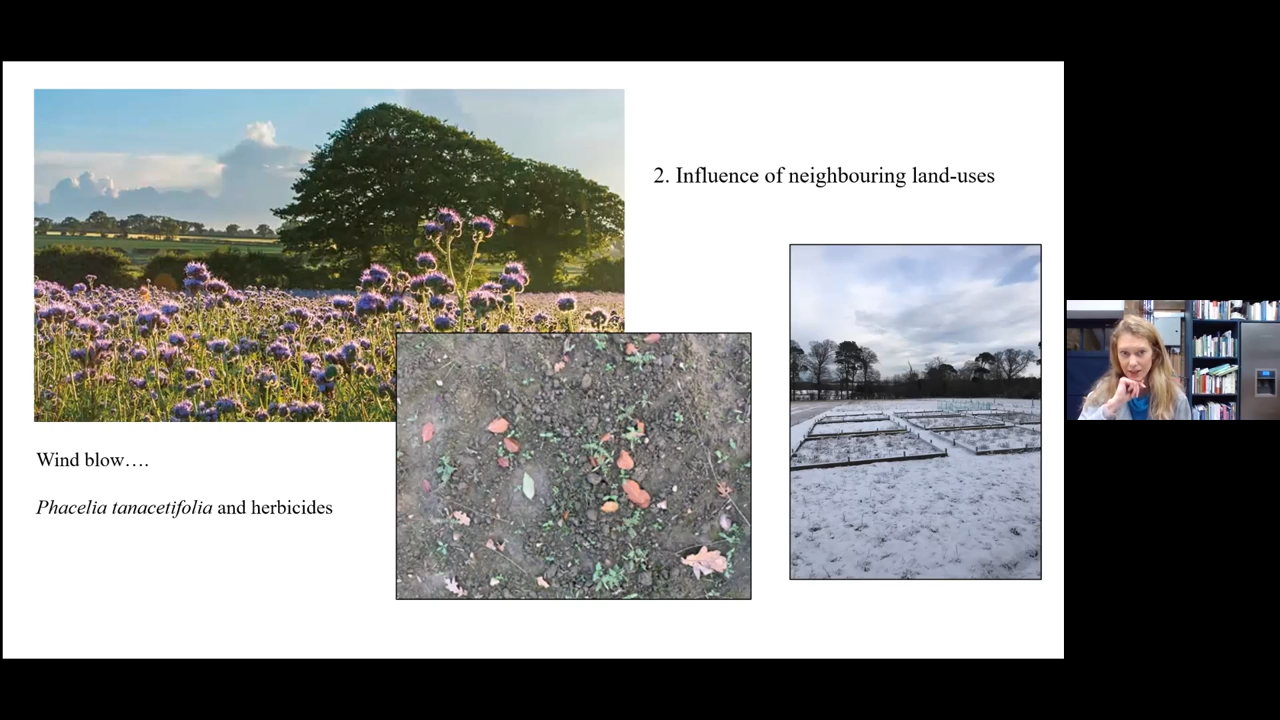 2. Influence of neighbouring land-uses
Wind blow….
Phacelia tanacetifolia and herbicides